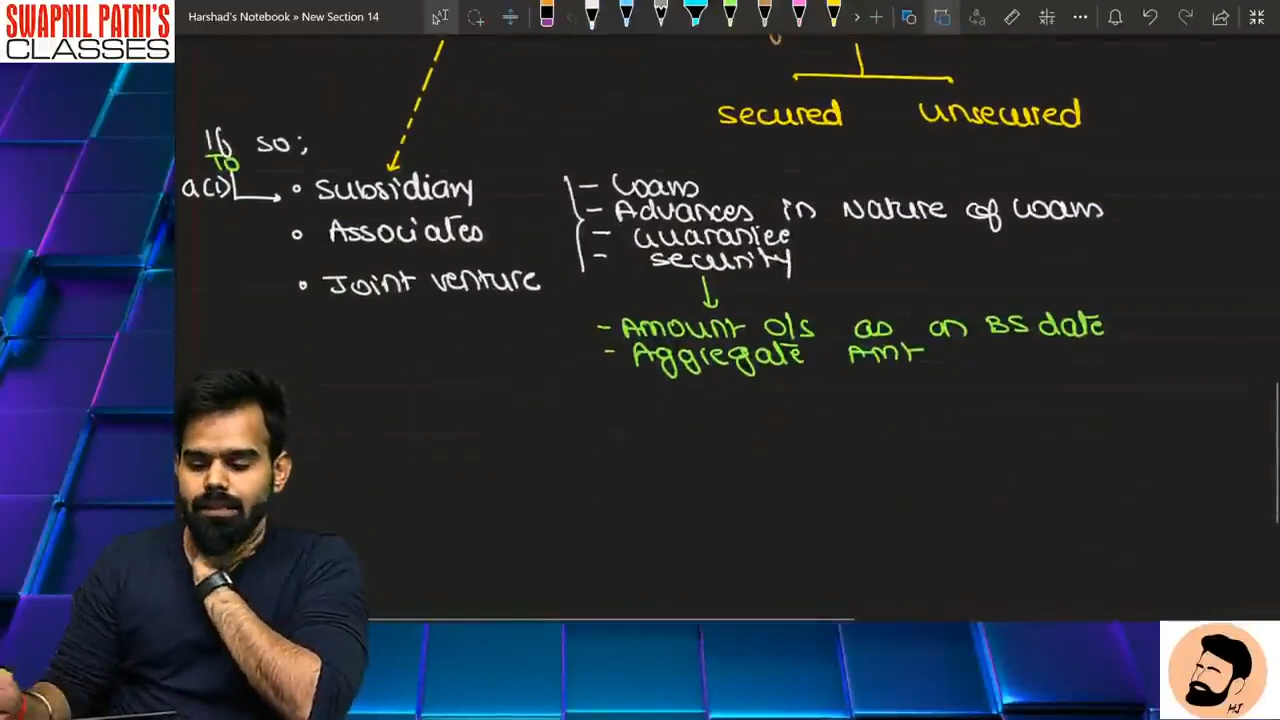 SWAPNIL PATNI'S
CLASSES
Harshad's Notebook » New Section 14
secured unsecured
If so;
TO
a(i) • subsidiary
• Associates
• Joint venture
- Loans
- Advances in Nature of Loans
- Guarantee
- security
- Amount O/s as on BS date
- Aggregate Amt
HJ